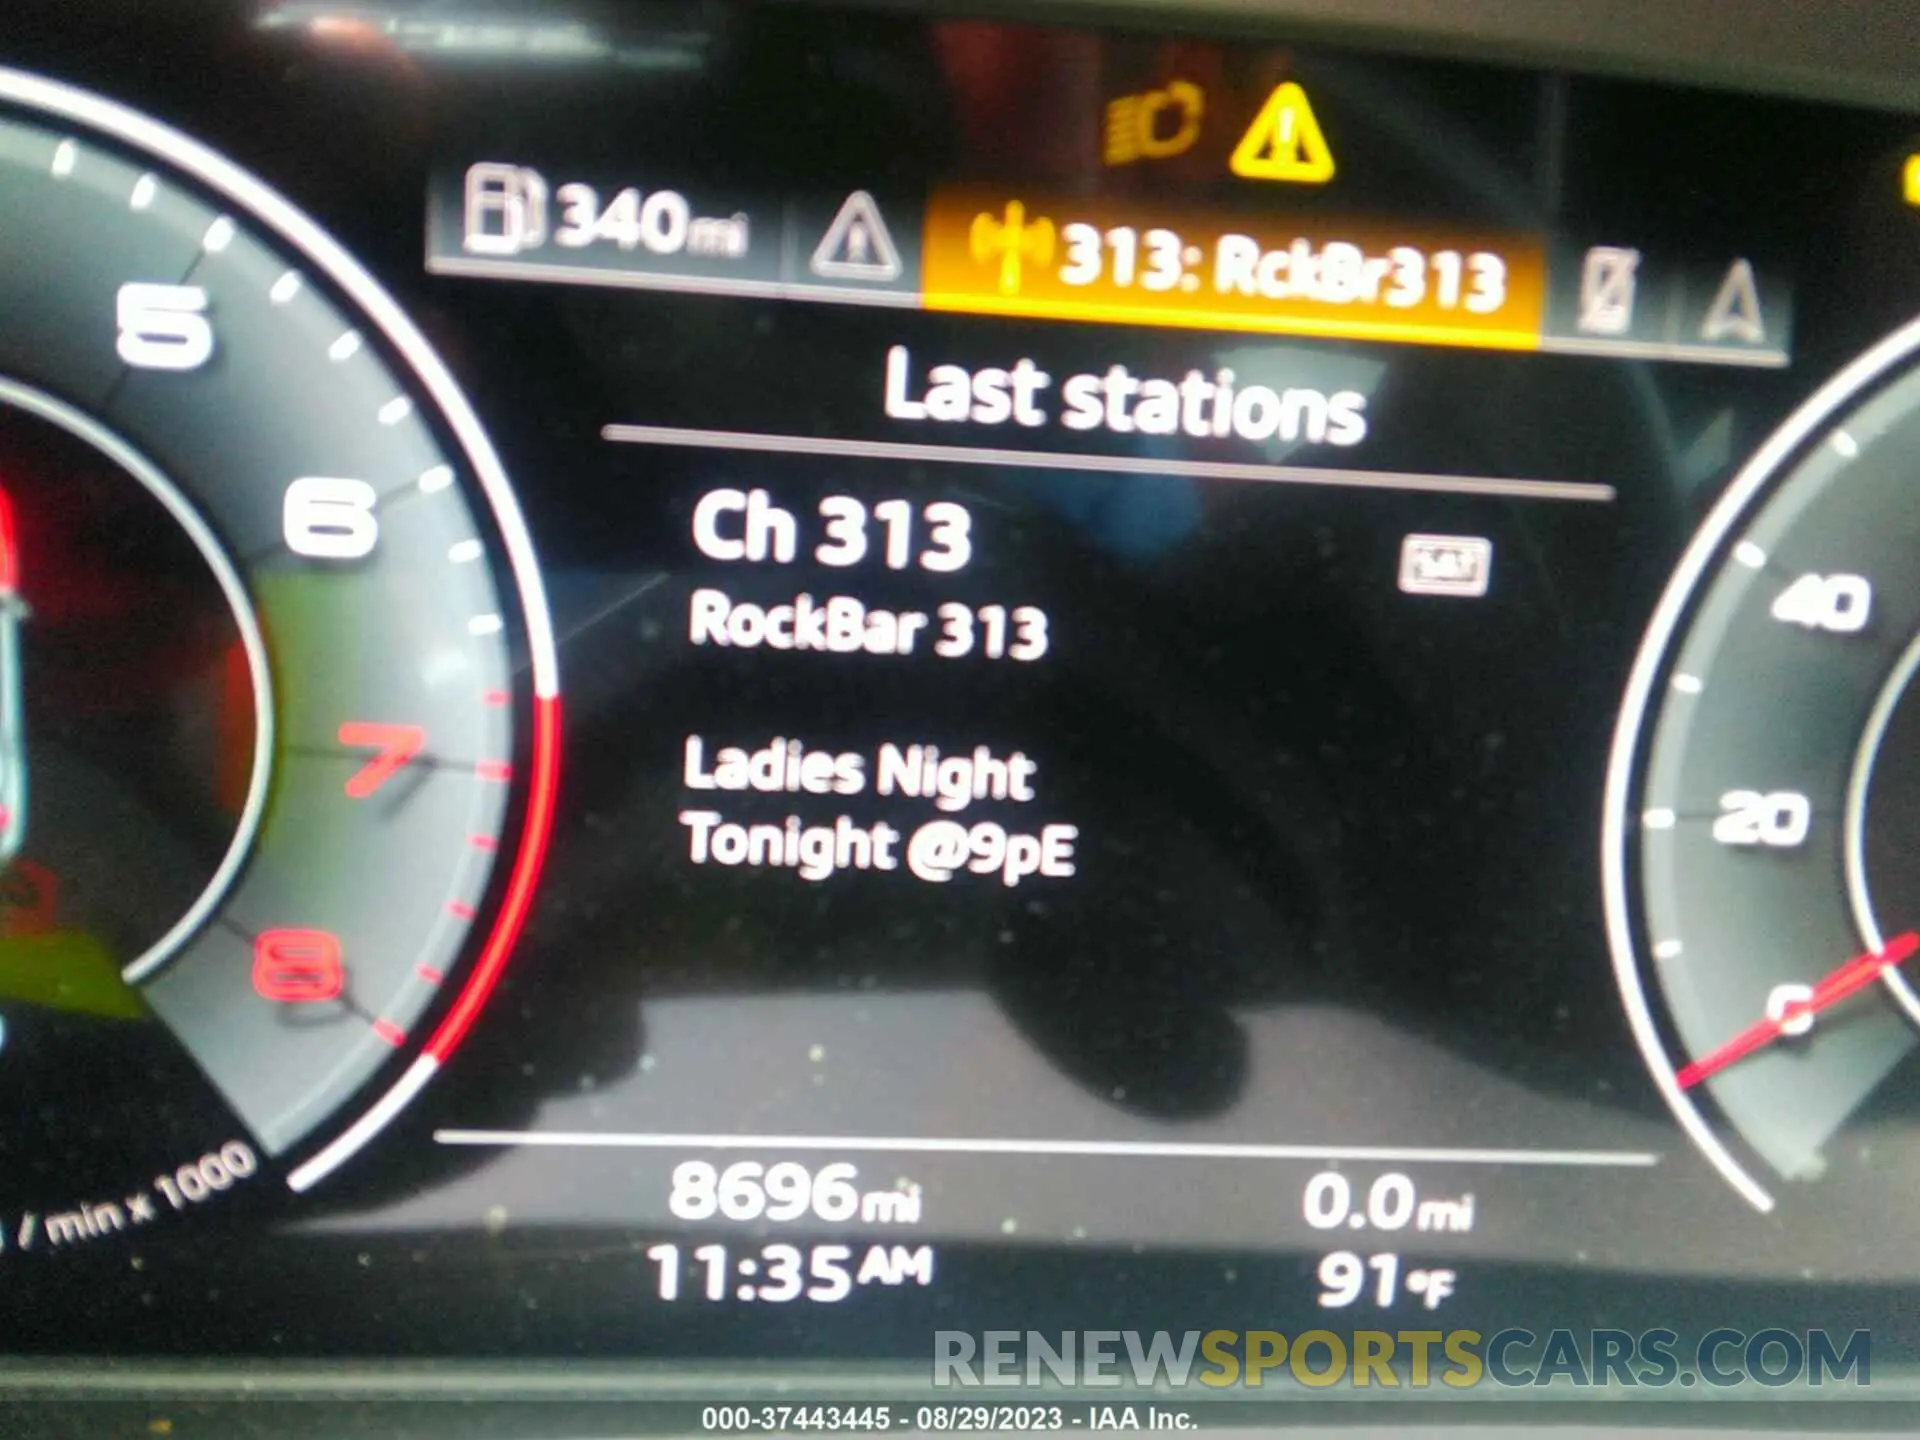 340mi
313: RckBr313
Last stations
Ch 313
SAT
RockBar 313
Ladies Night
Tonight @9pE
5
6
7
8
/ min x 1000
40
20
0
8696mi
0.0mi
11:35AM
91°F
RENEWSPORTSCARS.COM
000-37443445 - 08/29/2023 - IAA Inc.